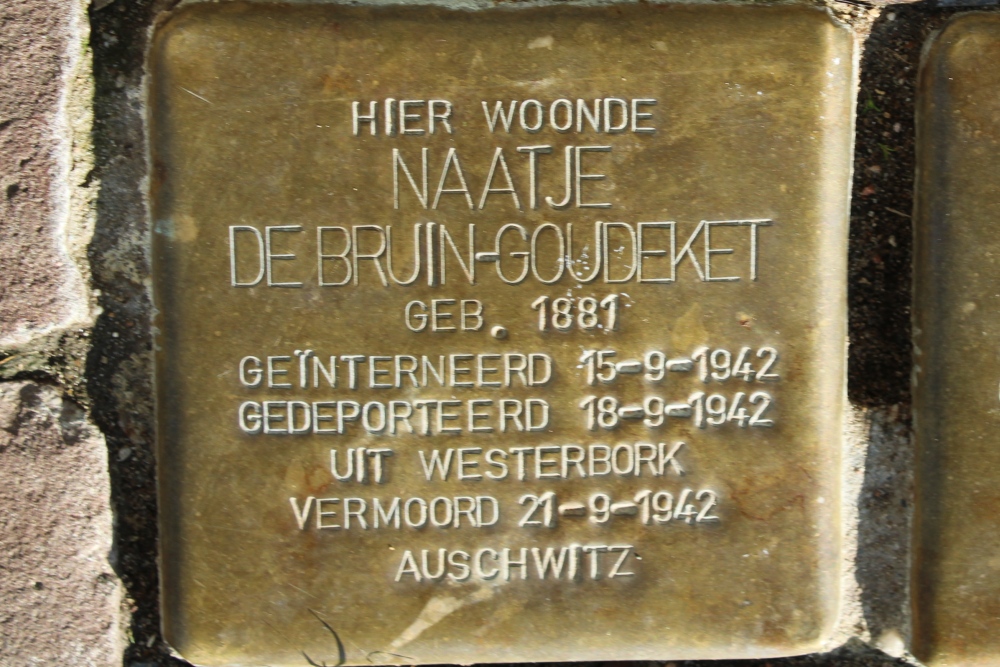 HIER WOONDE
NAATJE
DE BRUIN-GOUDEKET
GEB. 1881
GEÏNTERNEERD 15-9-1942
GEDEPORTEERD 18-9-1942
UIT WESTERBORK
VERMOORD 21-9-1942
AUSCHWITZ